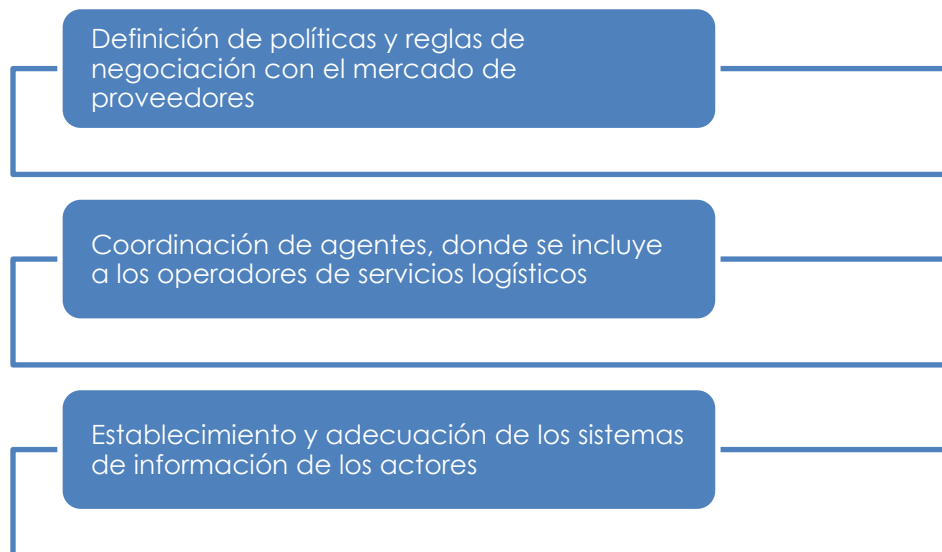 Definición de políticas y reglas de
negociación con el mercado de
proveedores
Coordinación de agentes, donde se incluye
a los operadores de servicios logísticos
Establecimiento y adecuación de los sistemas
de información de los actores